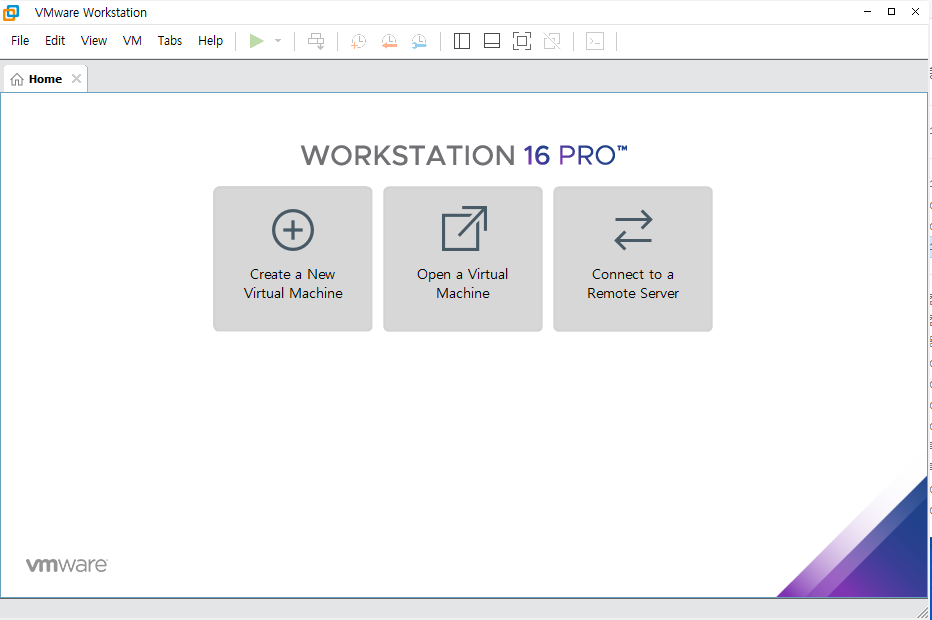 VMware Workstation
File Edit View VM Tabs Help
Home
WORKSTATION 16 PRO™
Create a New
Virtual Machine
Open a Virtual
Machine
Connect to a
Remote Server
vmware